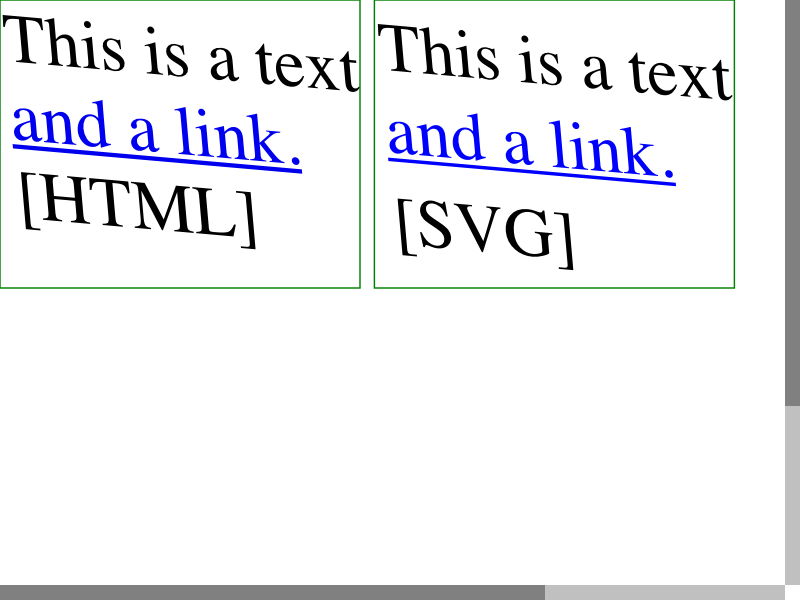 This is a text
and a link.
[HTML]
This is a text
and a link.
[SVG]